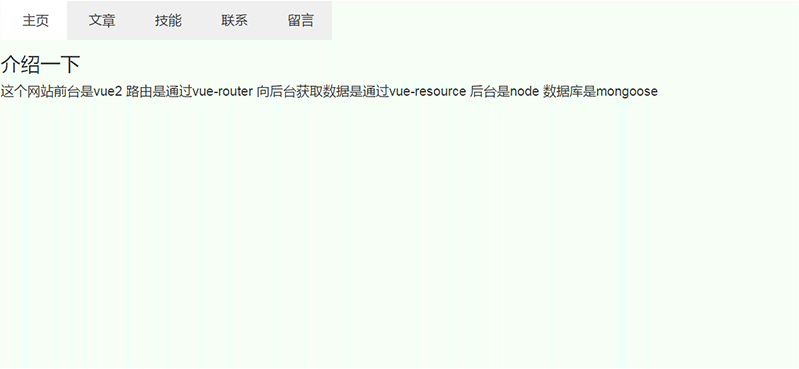 主页 文章 技能 联系 留言
介绍一下
这个网站前台是vue2 路由是通过vue-router 向后台获取数据是通过vue-resource 后台是node 数据库是mongoose